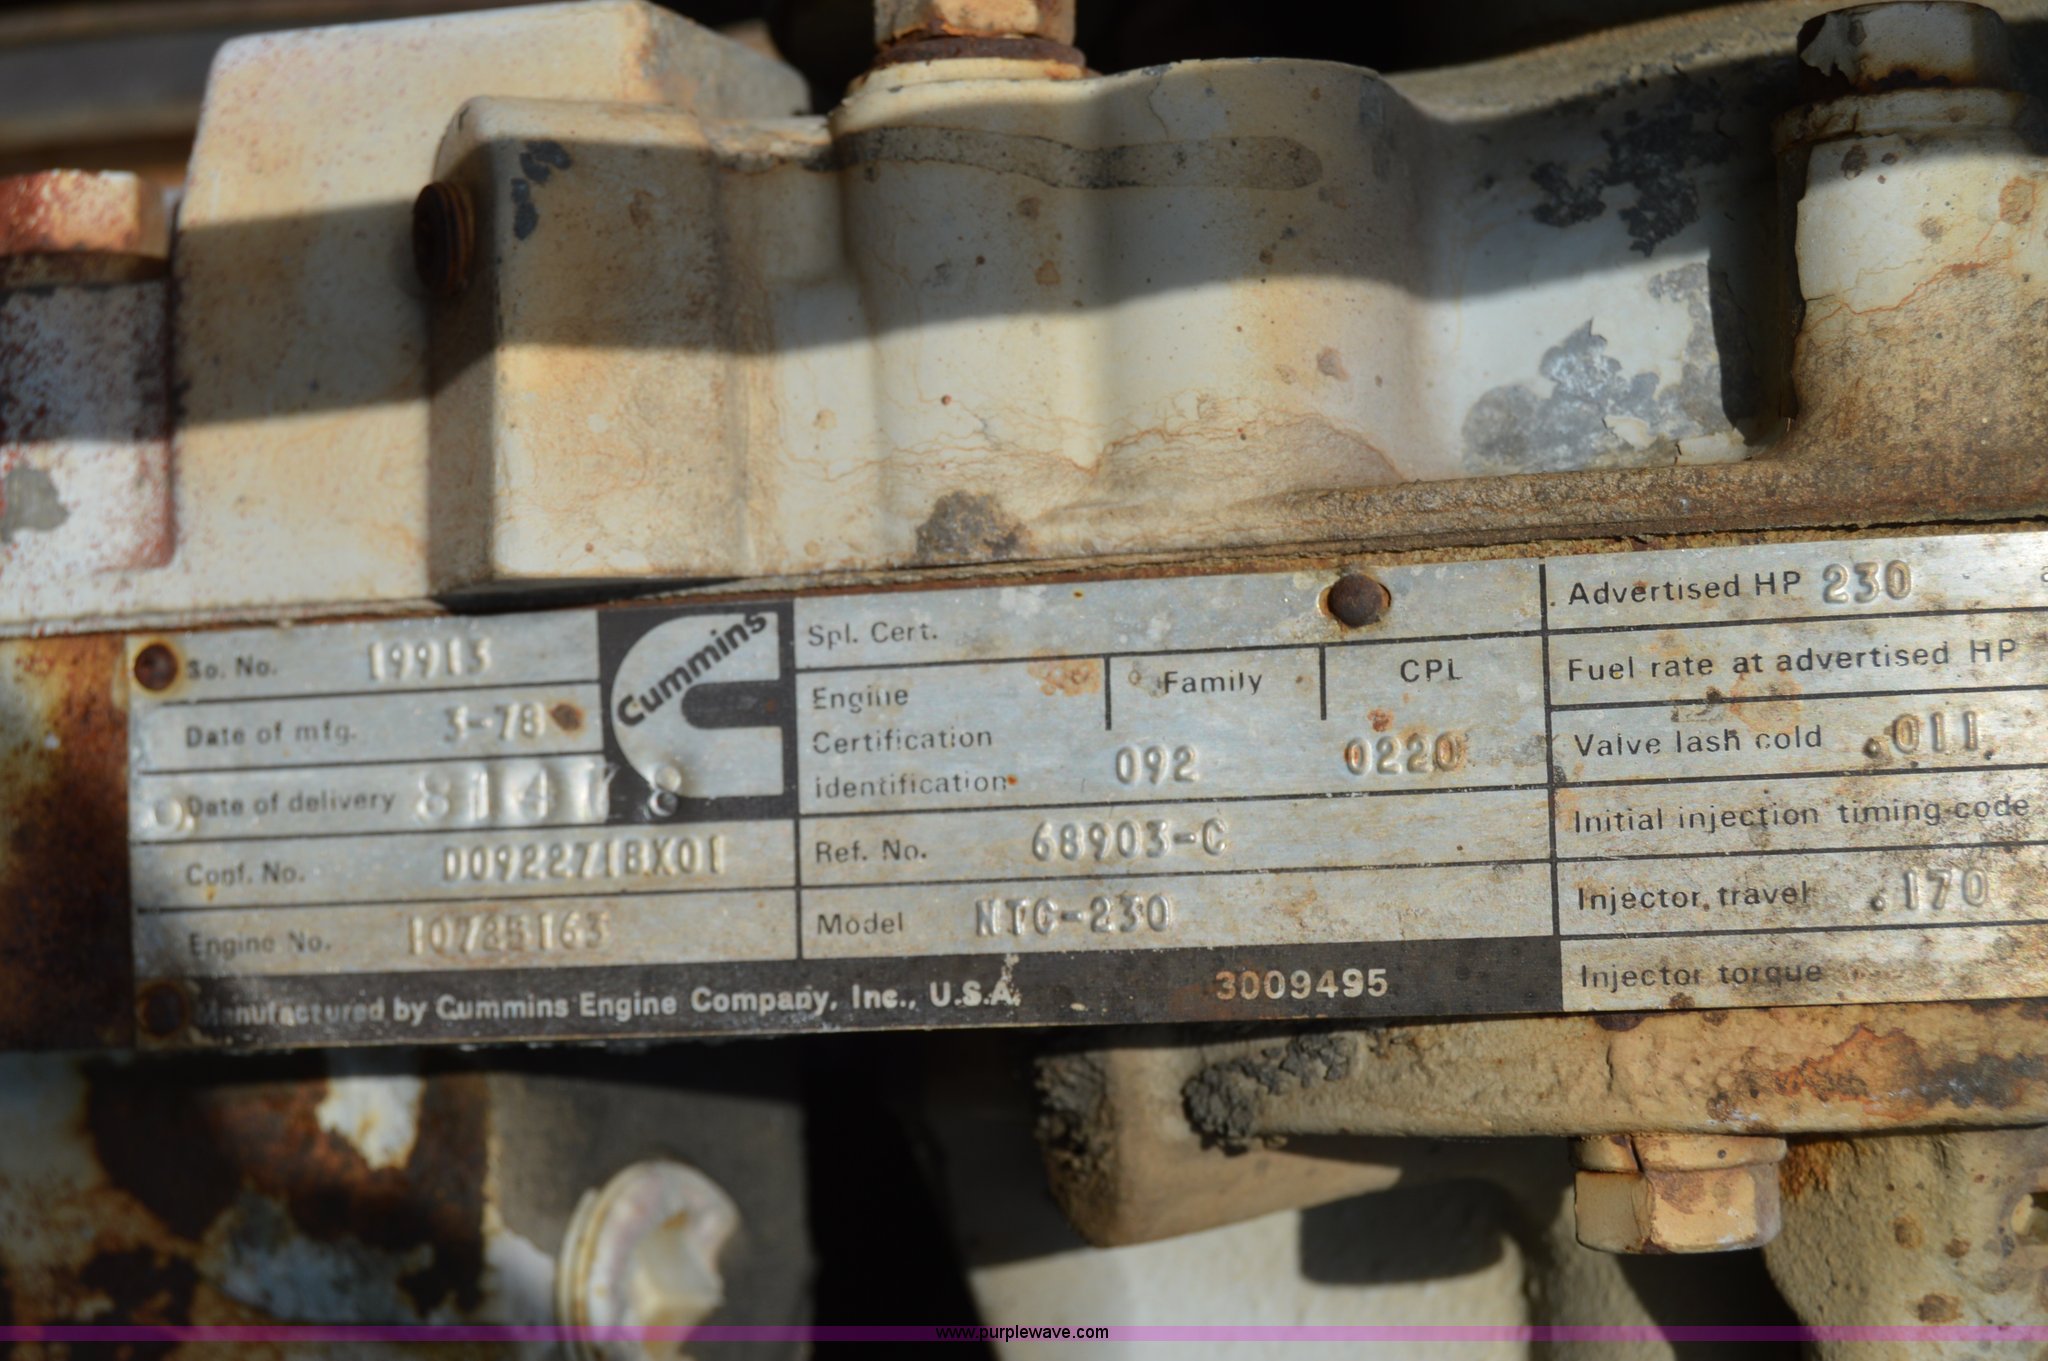 So. No. 19913
Date of mfg. 3-78
Date of delivery 8141
Conf. No. D092271BX01
Engine No. 10725163
Cummins
Spl. Cert.
Engine Certification identification
Family 092
CPL 0220
Ref. No. 68903-C
Model NTC-230
Advertised HP 230
Fuel rate at advertised HP
Valve lash cold .011
Initial injection timing code
Injector travel .170
Injector torque
Manufactured by Cummins Engine Company, Inc., U.S.A. 3009495
www.purplewave.com